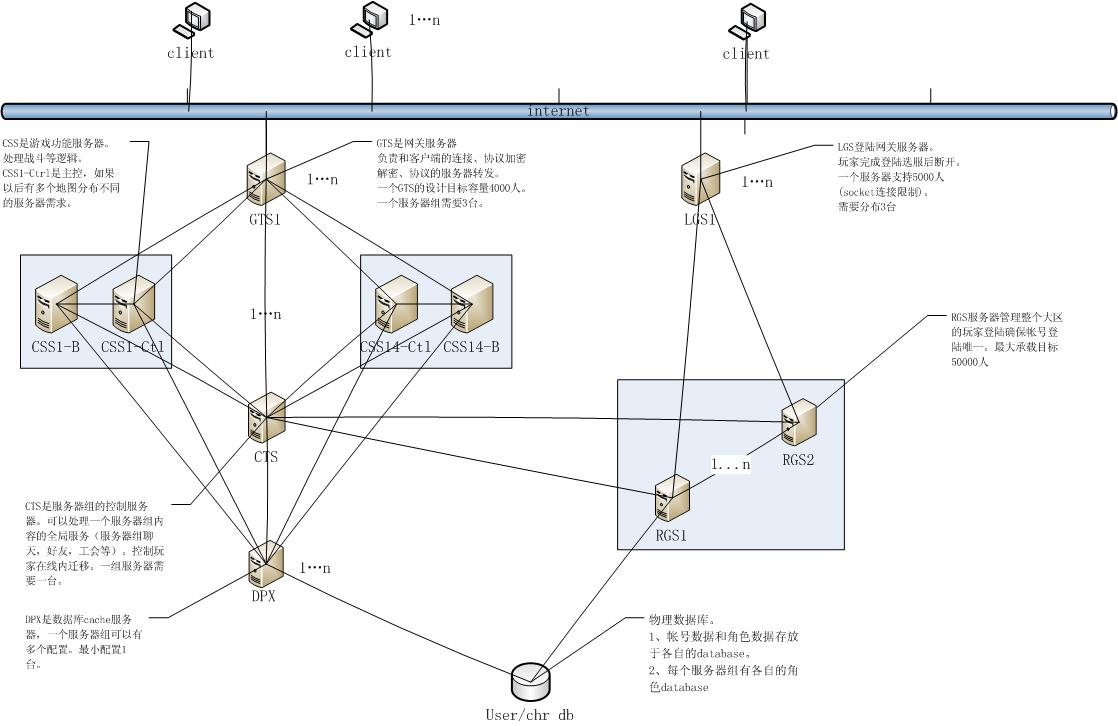 client
client
1…n
client
internet
CSS是游戏功能服务器。
处理战斗等逻辑。
CSS1-Ctrl是主控，如果
以后有多个地图分布不同
的服务器需求。
GTS是网关服务器、
负责和客户端的连接、协议加密
解密、协议的服务器转发。
一个GTS的设计目标容量4000人。
一个服务器组需要3台。
LGS登陆网关服务器。
玩家完成登陆选服后断开。
一个服务器支持5000人
(socket连接限制)。
需要分布3台
1…n
GTS1
1…n
LGS1
1…n
CSS1-B
CSS1-Ctl
CSS14-Ctl
CSS14-B
RGS服务器管理整个大区
的玩家登陆确保帐号登
陆唯一。最大承载目标
50000人
CTS
RGS2
1...n
RGS1
CTS是服务器组的控制服务
器。可以处理一个服务器组内
容的全局服务（服务器组聊
天，好友，工会等）。控制玩
家在线内迁移。一组服务器需
要一台。
1…n
DPX
DPX是数据库cache服务
器，一个服务器组可以有
多个配置。最小配置1
台。
物理数据库。
1、帐号数据和角色数据存放
于各自的database。
2、每个服务器组有各自的角
色database
User/chr db